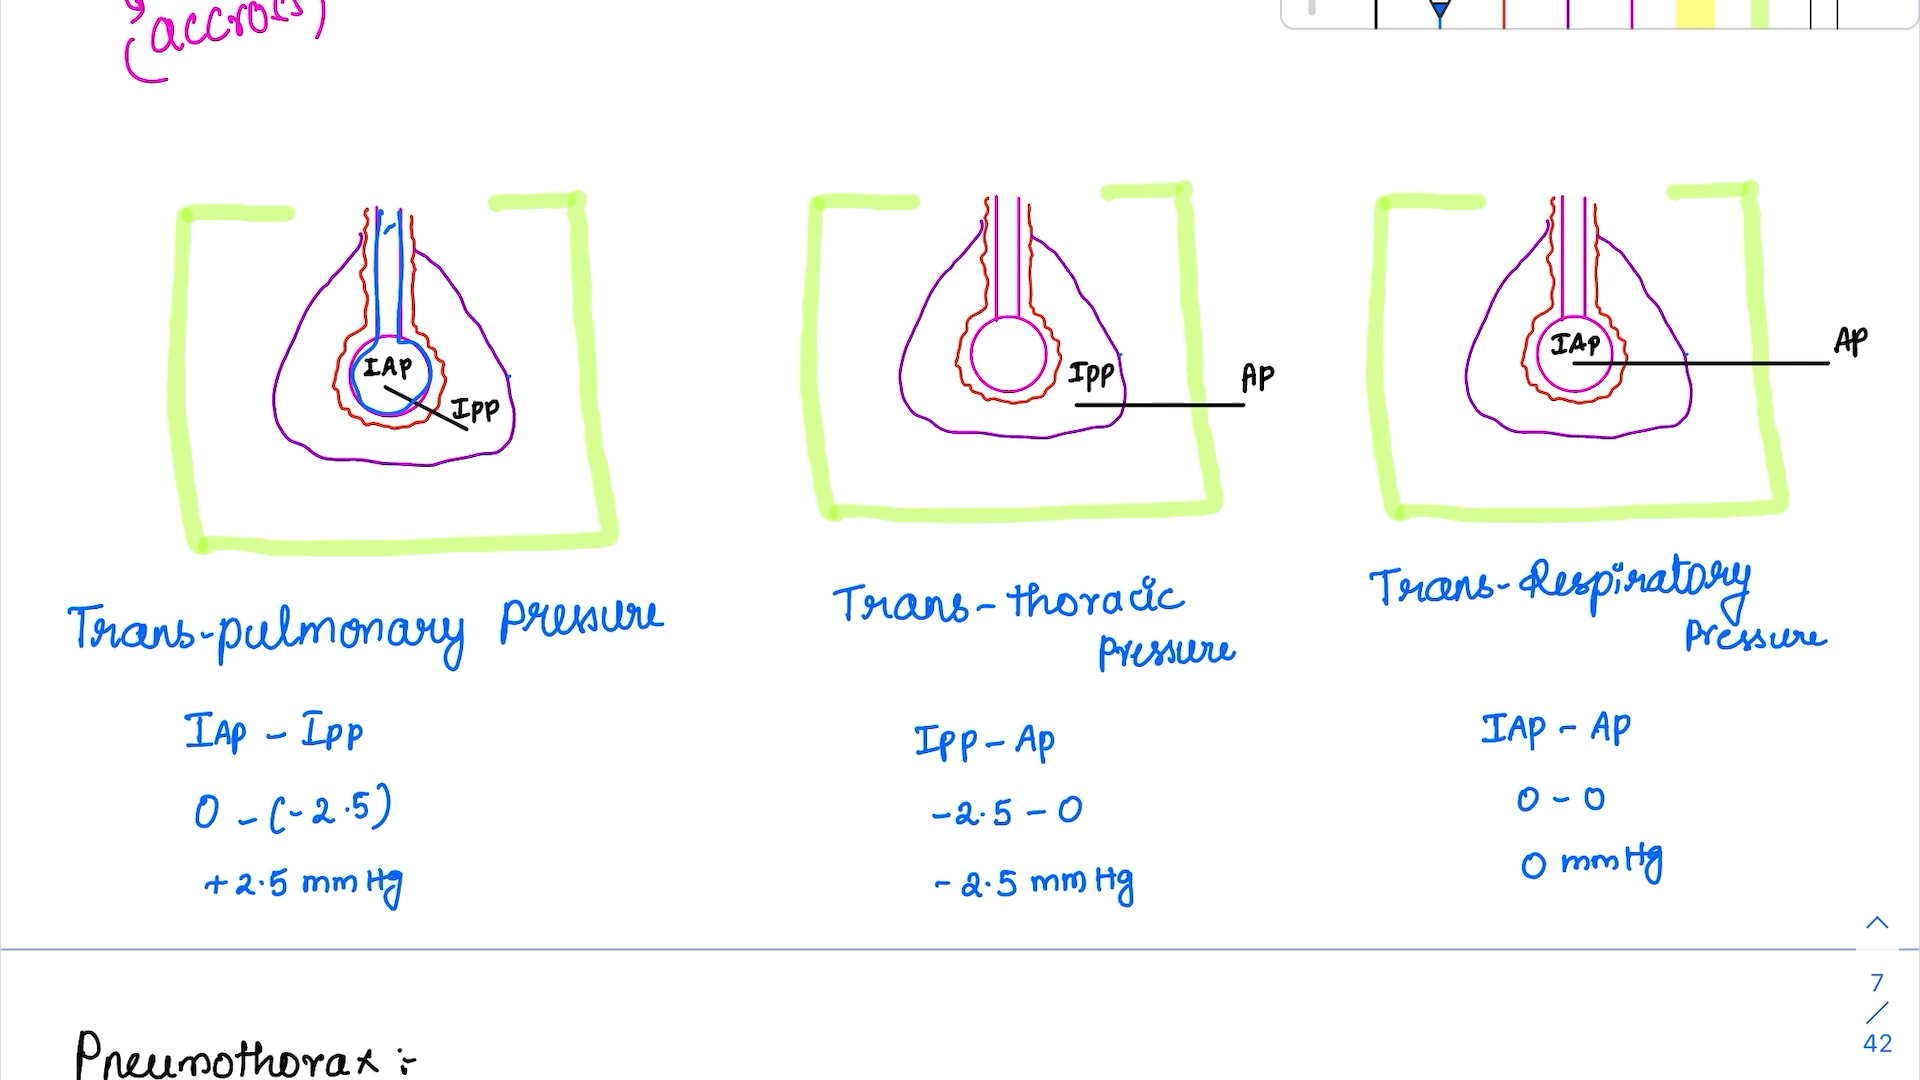 (accross)
IAP
IPP
Trans-pulmonary Pressure
IAP - IPP
0 - (-2.5)
+2.5 mm Hg
IPP
AP
Trans-thoracic
Pressure
IPP - AP
-2.5 - 0
-2.5 mm Hg
IAP
AP
Trans-Respiratory
Pressure
IAP - AP
0 - 0
0 mm Hg
7
/
42
Pneumothorax :-